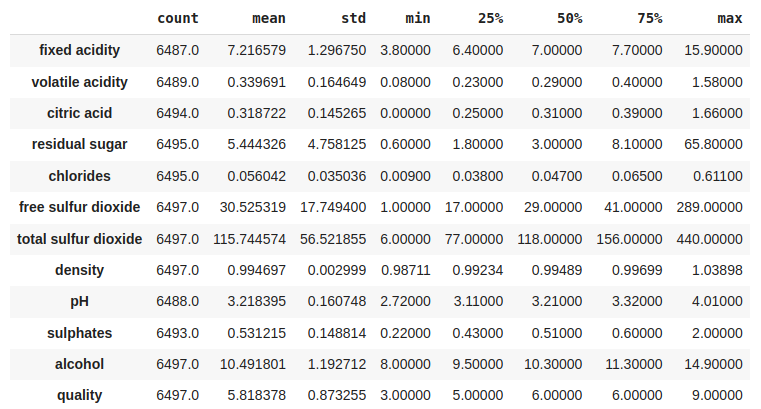 count mean std min 25% 50% 75% max
fixed acidity 6487.0 7.216579 1.296750 3.80000 6.40000 7.00000 7.70000 15.90000
volatile acidity 6489.0 0.339691 0.164649 0.08000 0.23000 0.29000 0.40000 1.58000
citric acid 6494.0 0.318722 0.145265 0.00000 0.25000 0.31000 0.39000 1.66000
residual sugar 6495.0 5.444326 4.758125 0.60000 1.80000 3.00000 8.10000 65.80000
chlorides 6495.0 0.056042 0.035036 0.00900 0.03800 0.04700 0.06500 0.61100
free sulfur dioxide 6497.0 30.525319 17.749400 1.00000 17.00000 29.00000 41.00000 289.00000
total sulfur dioxide 6497.0 115.744574 56.521855 6.00000 77.00000 118.00000 156.00000 440.00000
density 6497.0 0.994697 0.002999 0.98711 0.99234 0.99489 0.99699 1.03898
pH 6488.0 3.218395 0.160748 2.72000 3.11000 3.21000 3.32000 4.01000
sulphates 6493.0 0.531215 0.148814 0.22000 0.43000 0.51000 0.60000 2.00000
alcohol 6497.0 10.491801 1.192712 8.00000 9.50000 10.30000 11.30000 14.90000
quality 6497.0 5.818378 0.873255 3.00000 5.00000 6.00000 6.00000 9.00000